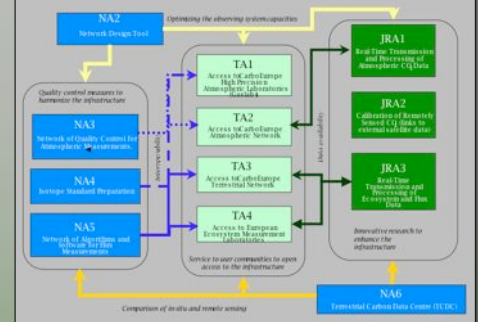 NA2
Network Design Tool
Optimizing the observing system capacities
Quality control measures to
harmonize the infrastructure
NA3
Network of Quality Control for
Atmospheric Measurements.
NA4
Isotope Standard Preparation
NA5
Network of Algorithms and
Software for Flux
Measurements
Interoperability
TA1
Access to CarboEurope
High Precision
Atmospheric Laboratories
TA2
Access to CarboEurope
Atmospheric Network
TA3
Access to CarboEurope
Terrestrial Network
TA4
Access to European
Ecosystem Measurement
Laboratories
Service to user communities to open
access to the infrastructure
Data availability
JRA1
Real-Time Transmission
and Processing of
Atmospheric CO2 Data
JRA2
Calibration of Remotely
Sensed CO2 (links to
external satellite data)
JRA3
Real-Time
Transmission and
Processing of
Ecosystem and Flux
Data
Innovative research to
enhance the
infrastructure
NA6
Terrestrial Carbon Data Centre (TCDC)
Comparison of in situ and remote sensing